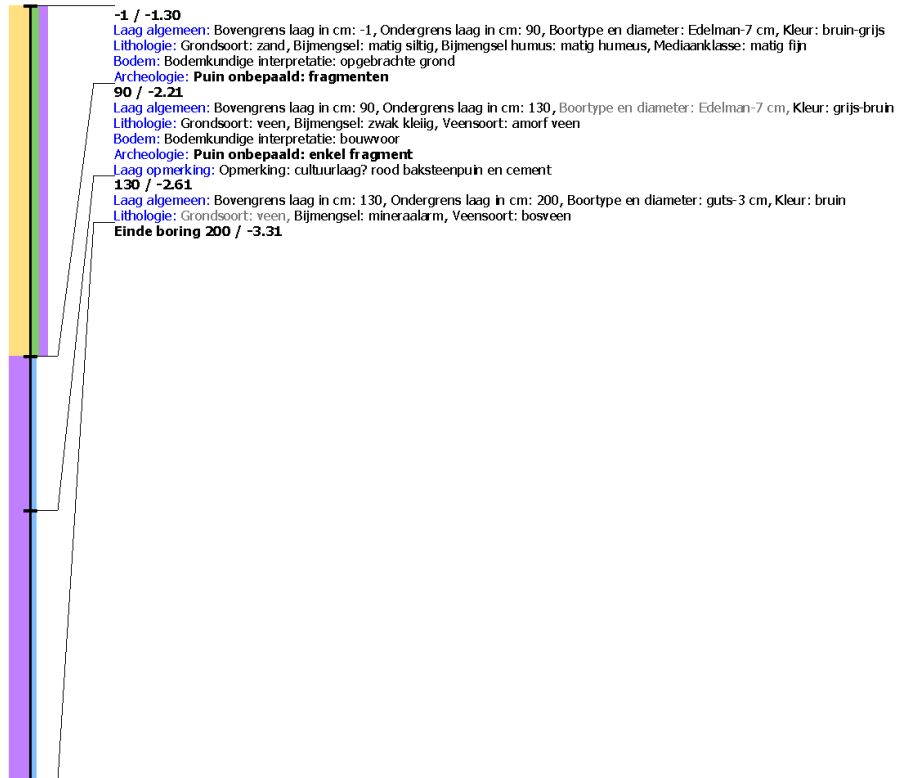 -1 / -1.30
Laag algemeen: Bovengrens laag in cm: -1, Ondergrens laag in cm: 90, Boortype en diameter: Edelman-7 cm, Kleur: bruin-grijs
Lithologie: Grondsoort: zand, Bijmengsel: matig siltig, Bijmengsel humus: matig humeus, Mediaanklasse: matig fijn
Bodem: Bodemkundige interpretatie: opgebrachte grond
Archeologie: Puin onbepaald: fragmenten
90 / -2.21
Laag algemeen: Bovengrens laag in cm: 90, Ondergrens laag in cm: 130, Boortype en diameter: Edelman-7 cm, Kleur: grijs-bruin
Lithologie: Grondsoort: veen, Bijmengsel: zwak kleiig, Veensoort: amorf veen
Bodem: Bodemkundige interpretatie: bouwvoor
Archeologie: Puin onbepaald: enkel fragment
Laag opmerking: Opmerking: cultuurlaag? rood baksteenpuin en cement
130 / -2.61
Laag algemeen: Bovengrens laag in cm: 130, Ondergrens laag in cm: 200, Boortype en diameter: guts-3 cm, Kleur: bruin
Lithologie: Grondsoort: veen, Bijmengsel: mineraalarm, Veensoort: bosveen
Einde boring 200 / -3.31